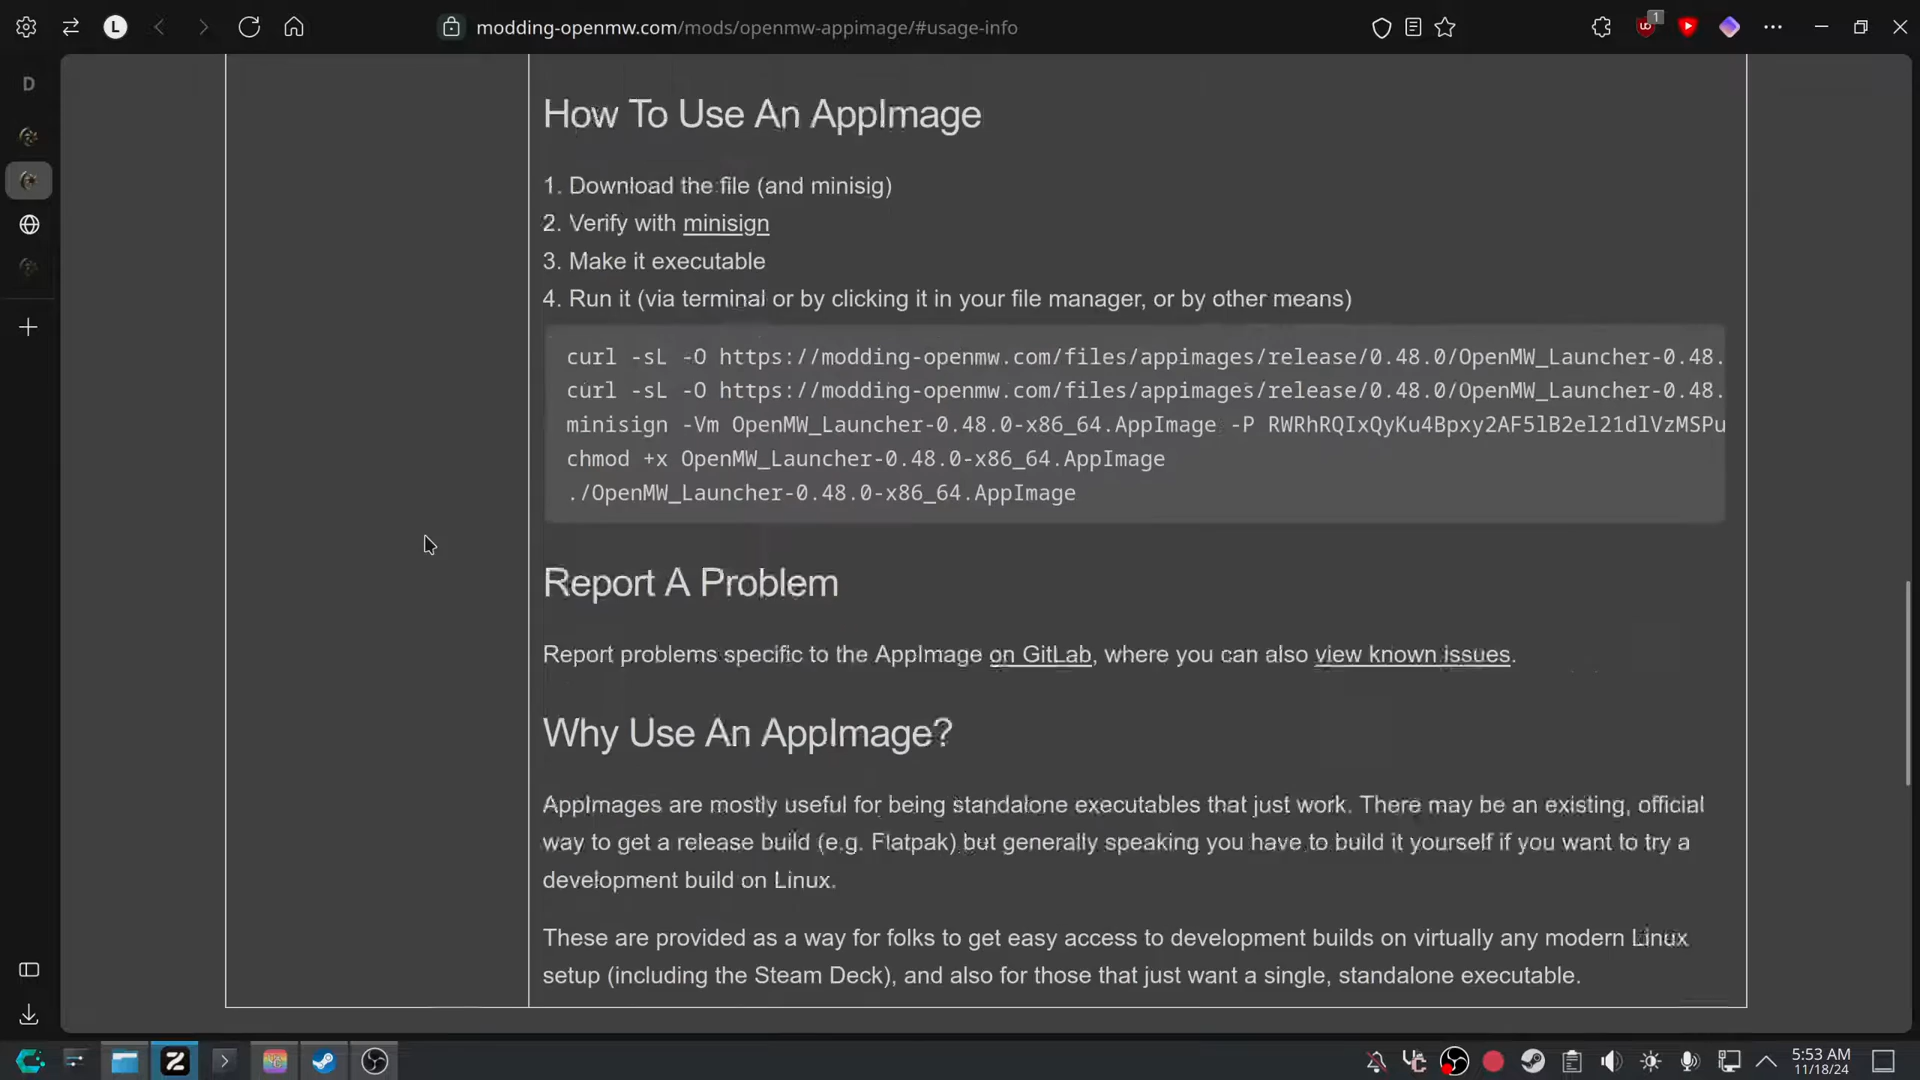 L
modding-openmw.com/mods/openmw-appimage/#usage-info
1
D
How To Use An AppImage
1. Download the file (and minisig)
2. Verify with minisign
3. Make it executable
4. Run it (via terminal or by clicking it in your file manager, or by other means)
curl -sL -O https://modding-openmw.com/files/appimages/release/0.48.0/OpenMW_Launcher-0.48.
curl -sL -O https://modding-openmw.com/files/appimages/release/0.48.0/OpenMW_Launcher-0.48.
minisign -Vm OpenMW_Launcher-0.48.0-x86_64.AppImage -P RWRhRQIxQyKu4Bpxy2AF5lB2el21dlVzMSPu
chmod +x OpenMW_Launcher-0.48.0-x86_64.AppImage
./OpenMW_Launcher-0.48.0-x86_64.AppImage
Report A Problem
Report problems specific to the AppImage on GitLab, where you can also view known issues.
Why Use An AppImage?
AppImages are mostly useful for being standalone executables that just work. There may be an existing, official
way to get a release build (e.g. Flatpak) but generally speaking you have to build it yourself if you want to try a
development build on Linux.
These are provided as a way for folks to get easy access to development builds on virtually any modern Linux
setup (including the Steam Deck), and also for those that just want a single, standalone executable.
5:53 AM
11/18/24